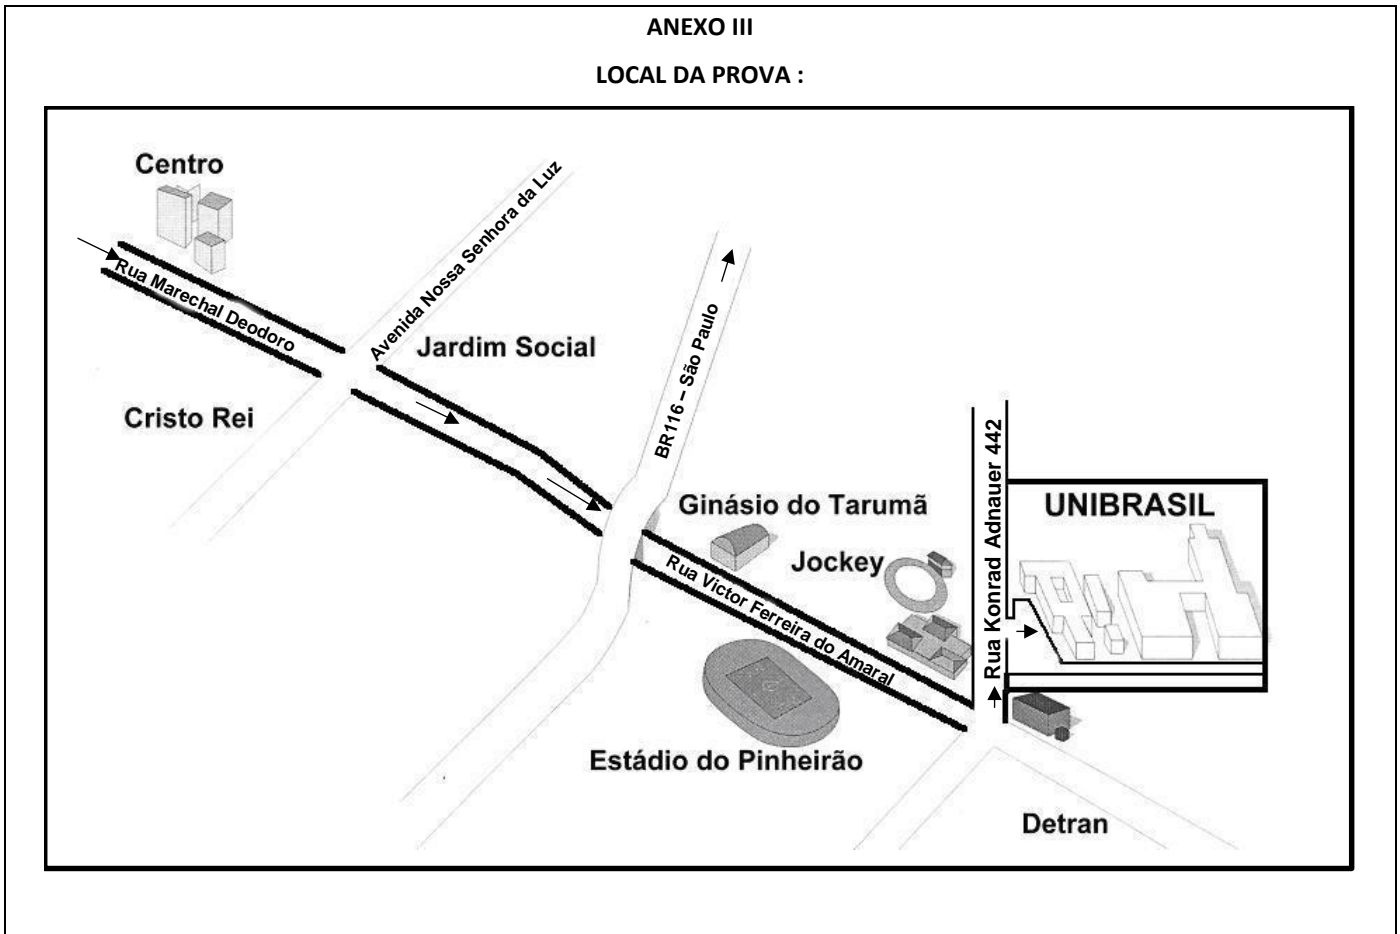 ANEXO III
LOCAL DA PROVA :
Centro
Rua Marechal Deodoro
Avenida Nossa Senhora da Luz
Jardim Social
Cristo Rei
BR116 – São Paulo
Ginásio do Tarumã
Jockey
Rua Victor Ferreira do Amaral
Rua Konrad Adnauer 442
UNIBRASIL
Estádio do Pinheirão
Detran